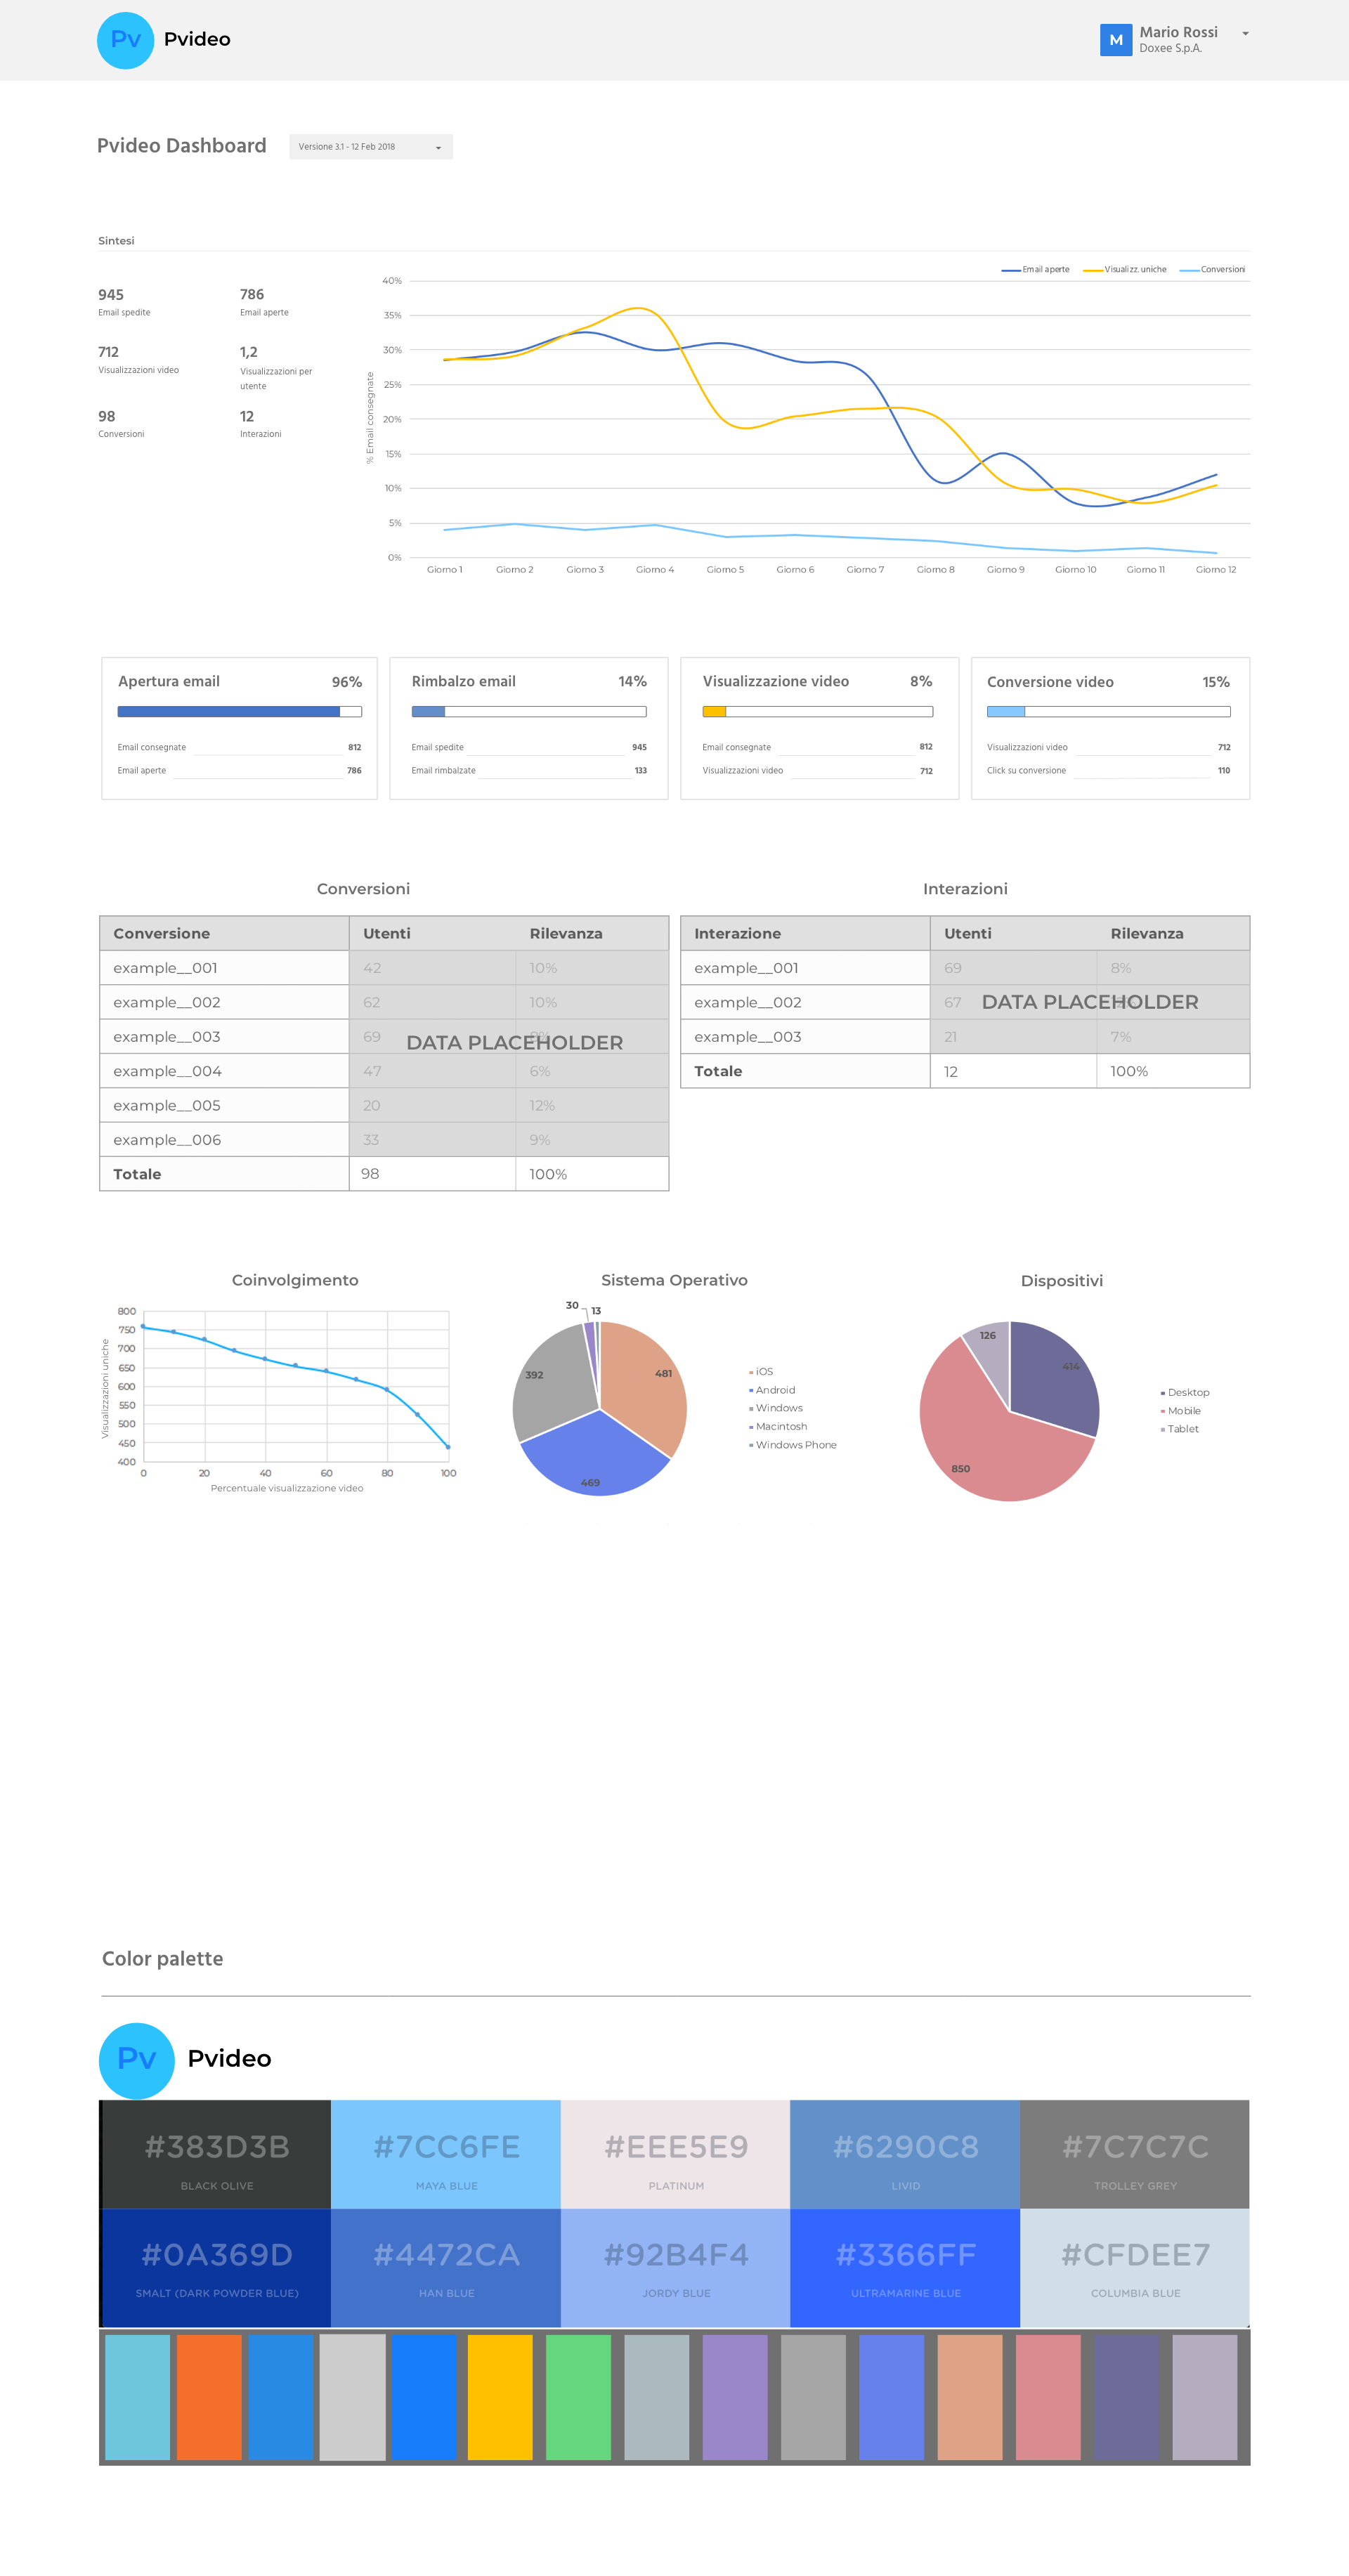 Pv Pvideo
M Mario Rossi
Doxee S.p.A.
Pvideo Dashboard
Versione 3.1 - 12 Feb 2018
Sintesi
945
Email spedite
786
Email aperte
712
Visualizzazioni video
1,2
Visualizzazioni per
utente
98
Conversioni
12
Interazioni
Email aperte Visualizz. uniche Conversioni
% Email consegnate
40%
35%
30%
25%
20%
15%
10%
5%
0%
Giorno 1 Giorno 2 Giorno 3 Giorno 4 Giorno 5 Giorno 6 Giorno 7 Giorno 8 Giorno 9 Giorno 10 Giorno 11 Giorno 12
Apertura email 96%
Email consegnate 812
Email aperte 786
Rimbalzo email 14%
Email spedite 945
Email rimbalzate 133
Visualizzazione video 8%
Email consegnate 812
Visualizzazioni video 712
Conversione video 15%
Visualizzazioni video 712
Click su conversione 110
Conversioni
Conversione Utenti Rilevanza
example__001 42 10%
example__002 62 10%
example__003 69
DATA PLACEHOLDER
example__004 47 6%
example__005 20 12%
example__006 33 9%
Totale 98 100%
Interazioni
Interazione Utenti Rilevanza
example__001 69 8%
example__002 67
DATA PLACEHOLDER
example__003 21 7%
Totale 12 100%
Coinvolgimento
Visualizzazioni uniche
800
750
700
650
600
550
500
450
400
0 20 40 60 80 100
Percentuale visualizzazione video
Sistema Operativo
30 13
481
392
469
iOS
Android
Windows
Macintosh
Windows Phone
Dispositivi
126
414
850
Desktop
Mobile
Tablet
Color palette
Pv Pvideo
#383D3B #7CC6FE #EEE5E9 #6290C8 #7C7C7C
BLACK OLIVE MAYA BLUE PLATINUM LIVID TROLLEY GREY
#0A369D #4472CA #92B4F4 #3366FF #CFDEE7
SMALT (DARK POWDER BLUE) HAN BLUE JORDY BLUE ULTRAMARINE BLUE COLUMBIA BLUE